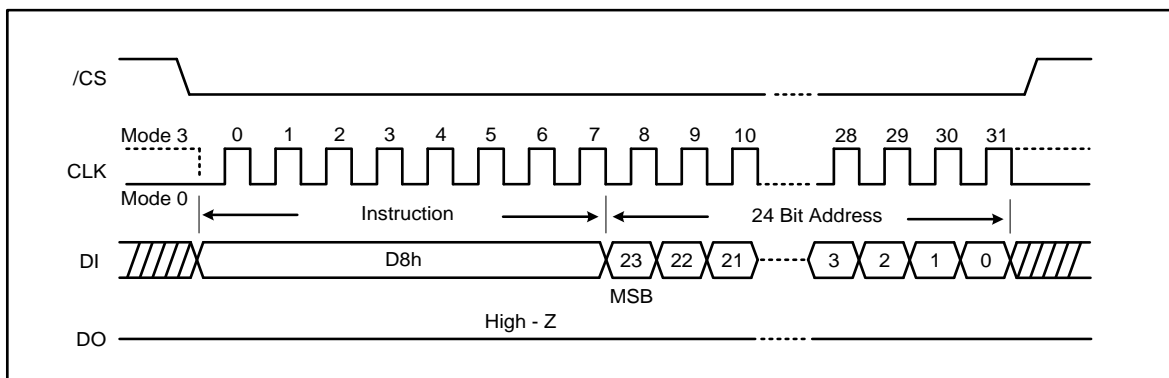 /CS
Mode 3 0 1 2 3 4 5 6 7 8 9 10 28 29 30 31
CLK
Mode 0
Instruction 24 Bit Address
DI D8h 23 22 21 3 2 1 0
MSB
High - Z
DO